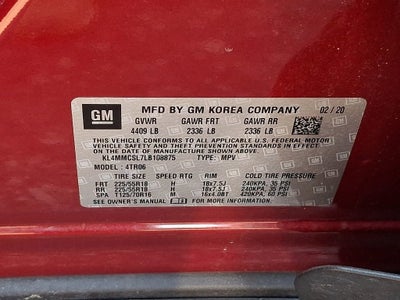 GM
MFD BY GM KOREA COMPANY 02/20
GVWR GAWR FRT GAWR RR
4409 LB 2336 LB 2336 LB
THIS VEHICLE CONFORMS TO ALL APPLICABLE U.S. FEDERAL MOTOR
VEHICLE SAFETY, BUMPER, AND THEFT PREVENTION STANDARDS IN EFFECT
ON THE DATE OF MANUFACTURE SHOWN ABOVE.
KL4MMCSL7LB108875 TYPE: MPV
MODEL: 4TR06
TIRE SIZE SPEED RTG RIM COLD TIRE PRESSURE
FRT 225/55R18 H 18x7.5J 240KPA, 35 PSI
RR 225/55R18 H 18x7.5J 240KPA, 35 PSI
SPA T125/70R16 M 16x4.0BT 420KPA, 60 PSI
SEE OWNER'S MANUAL FOR MORE INFORMATION.